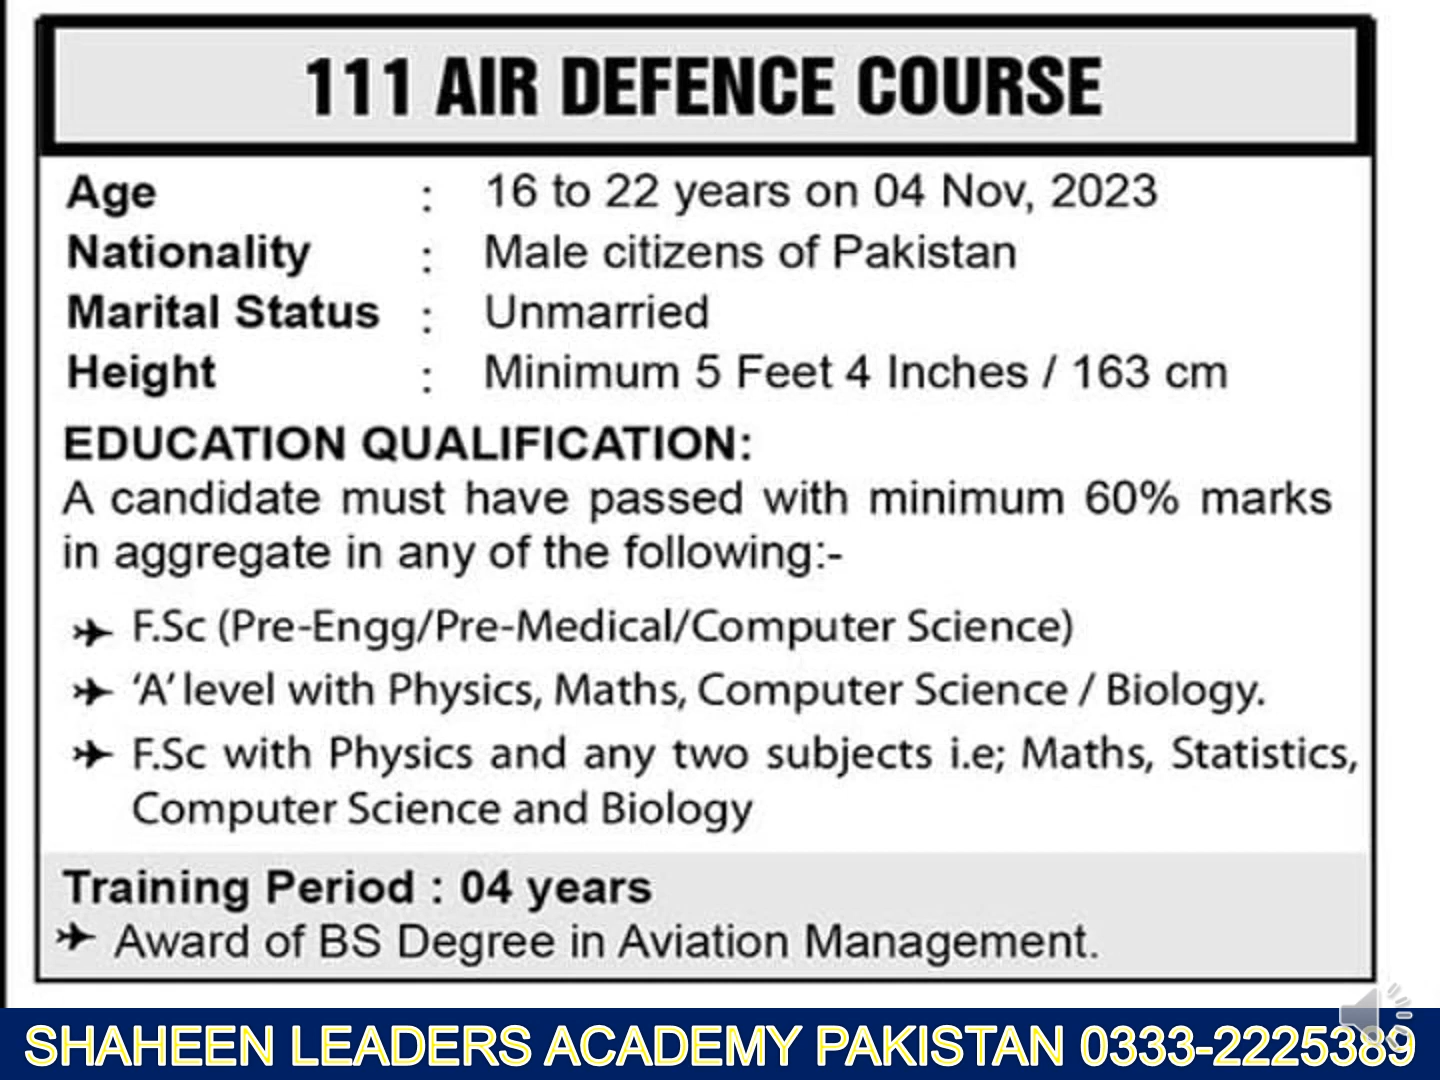 111 AIR DEFENCE COURSE
Age : 16 to 22 years on 04 Nov, 2023
Nationality : Male citizens of Pakistan
Marital Status : Unmarried
Height : Minimum 5 Feet 4 Inches / 163 cm
EDUCATION QUALIFICATION:
A candidate must have passed with minimum 60% marks
in aggregate in any of the following:-
F.Sc (Pre-Engg/Pre-Medical/Computer Science)
‘A’ level with Physics, Maths, Computer Science / Biology.
F.Sc with Physics and any two subjects i.e; Maths, Statistics,
Computer Science and Biology
Training Period : 04 years
Award of BS Degree in Aviation Management.
SHAHEEN LEADERS ACADEMY PAKISTAN 0333-2225389